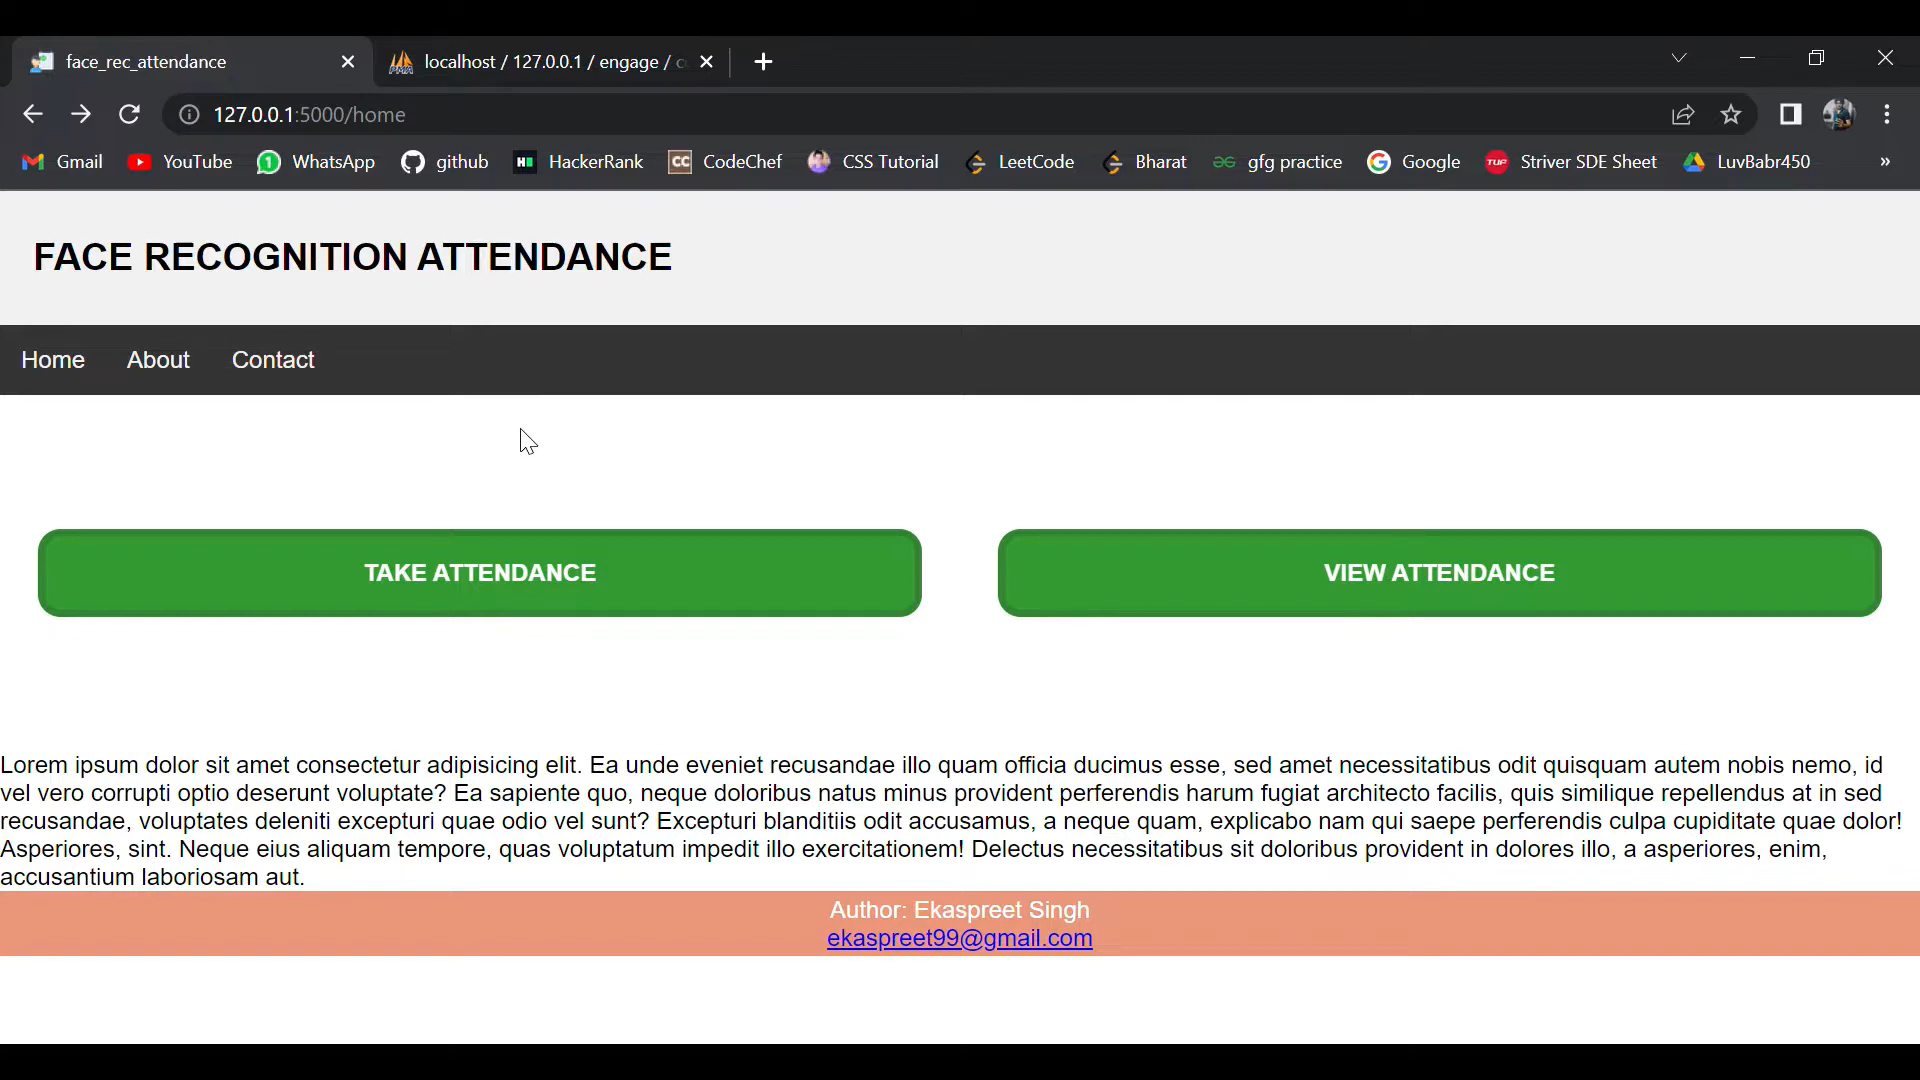 face_rec_attendance
localhost / 127.0.0.1 / engage /
127.0.0.1:5000/home
Gmail YouTube WhatsApp github HackerRank CodeChef CSS Tutorial LeetCode Bharat gfg practice Google Striver SDE Sheet LuvBabr450 »
FACE RECOGNITION ATTENDANCE
Home About Contact
TAKE ATTENDANCE VIEW ATTENDANCE
Lorem ipsum dolor sit amet consectetur adipisicing elit. Ea unde eveniet recusandae illo quam officia ducimus esse, sed amet necessitatibus odit quisquam autem nobis nemo, id
vel vero corrupti optio deserunt voluptate? Ea sapiente quo, neque doloribus natus minus provident perferendis harum fugiat architecto facilis, quis similique repellendus at in sed
recusandae, voluptates deleniti excepturi quae odio vel sunt? Excepturi blanditiis odit accusamus, a neque quam, explicabo nam qui saepe perferendis culpa cupiditate quae dolor!
Asperiores, sint. Neque eius aliquam tempore, quas voluptatum impedit illo exercitationem! Delectus necessitatibus sit doloribus provident in dolores illo, a asperiores, enim,
accusantium laboriosam aut.
Author: Ekaspreet Singh
ekaspreet99@gmail.com